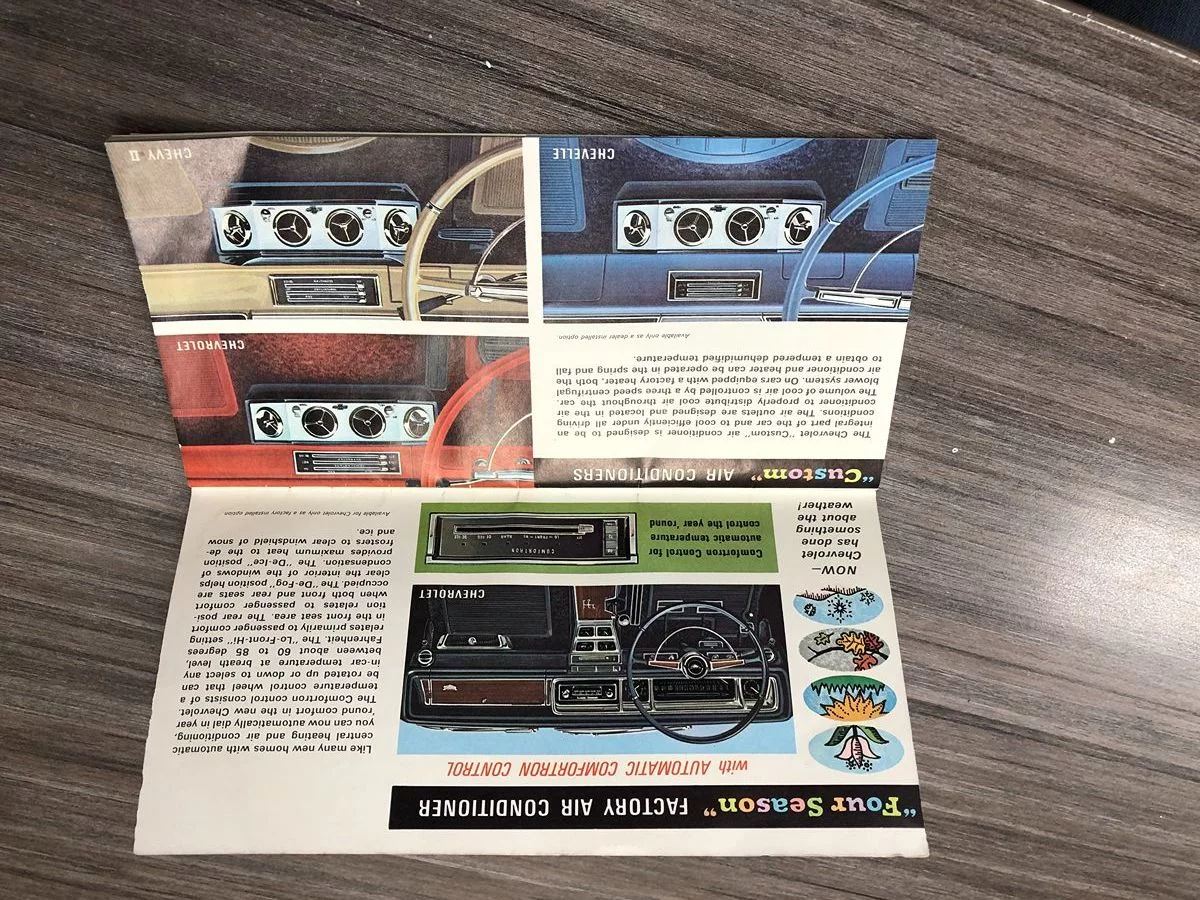 “Four Season” FACTORY AIR CONDITIONER
with AUTOMATIC COMFORTRON CONTROL
NOW—
Chevrolet
has done
something
about the
weather!
CHEVROLET
Comfortron Control for
automatic temperature
control the year 'round
COMFORTRON
Like many new homes with automatic
central heating and air conditioning,
you can now automatically dial in year
'round comfort in the new Chevrolet.
The Comfortron control consists of a
temperature control wheel that can
be rotated up or down to select any
in-car temperature at breath level,
between about 60 to 85 degrees
Fahrenheit. The “Lo-Front-Hi” setting
relates primarily to passenger comfort
in the front seat area. The rear posi-
tion relates to passenger comfort
when both front and rear seats are
occupied. The “De-Fog” position helps
clear the interior of the windows of
condensation. The “De-Ice” position
provides maximum heat to the de-
frosters to clear windshield of snow
and ice.
Available for Chevrolet only as a factory installed option
“Custom” AIR CONDITIONERS
The Chevrolet “Custom” air conditioner is designed to be an
integral part of the car and to cool efficiently under all driving
conditions. The air outlets are designed and located in the air
conditioner to properly distribute cool air throughout the car.
The volume of cool air is controlled by a three speed centrifugal
blower system. On cars equipped with a factory heater, both the
air conditioner and heater can be operated in the spring and fall
to obtain a tempered dehumidified temperature.
Available only as a dealer installed option.
CHEVROLET
CHEVELLE
CHEVY II